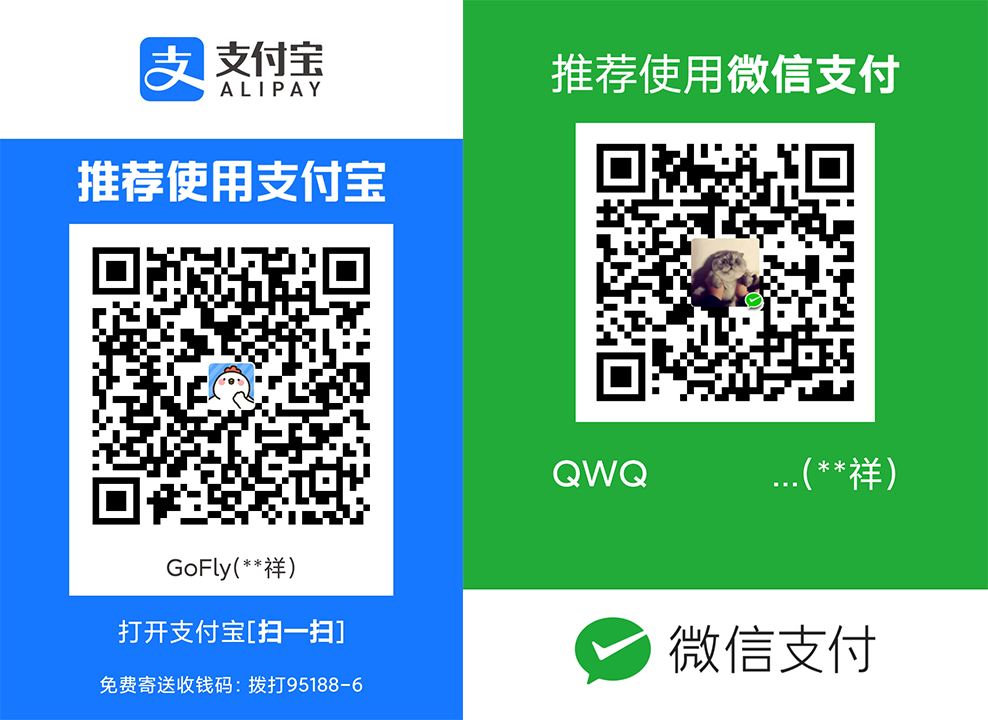 支付宝
ALIPAY
推荐使用支付宝
GoFly(**祥)
打开支付宝[扫一扫]
免费寄送收钱码：拨打95188-6
推荐使用微信支付
QWQ ...(**祥)
微信支付